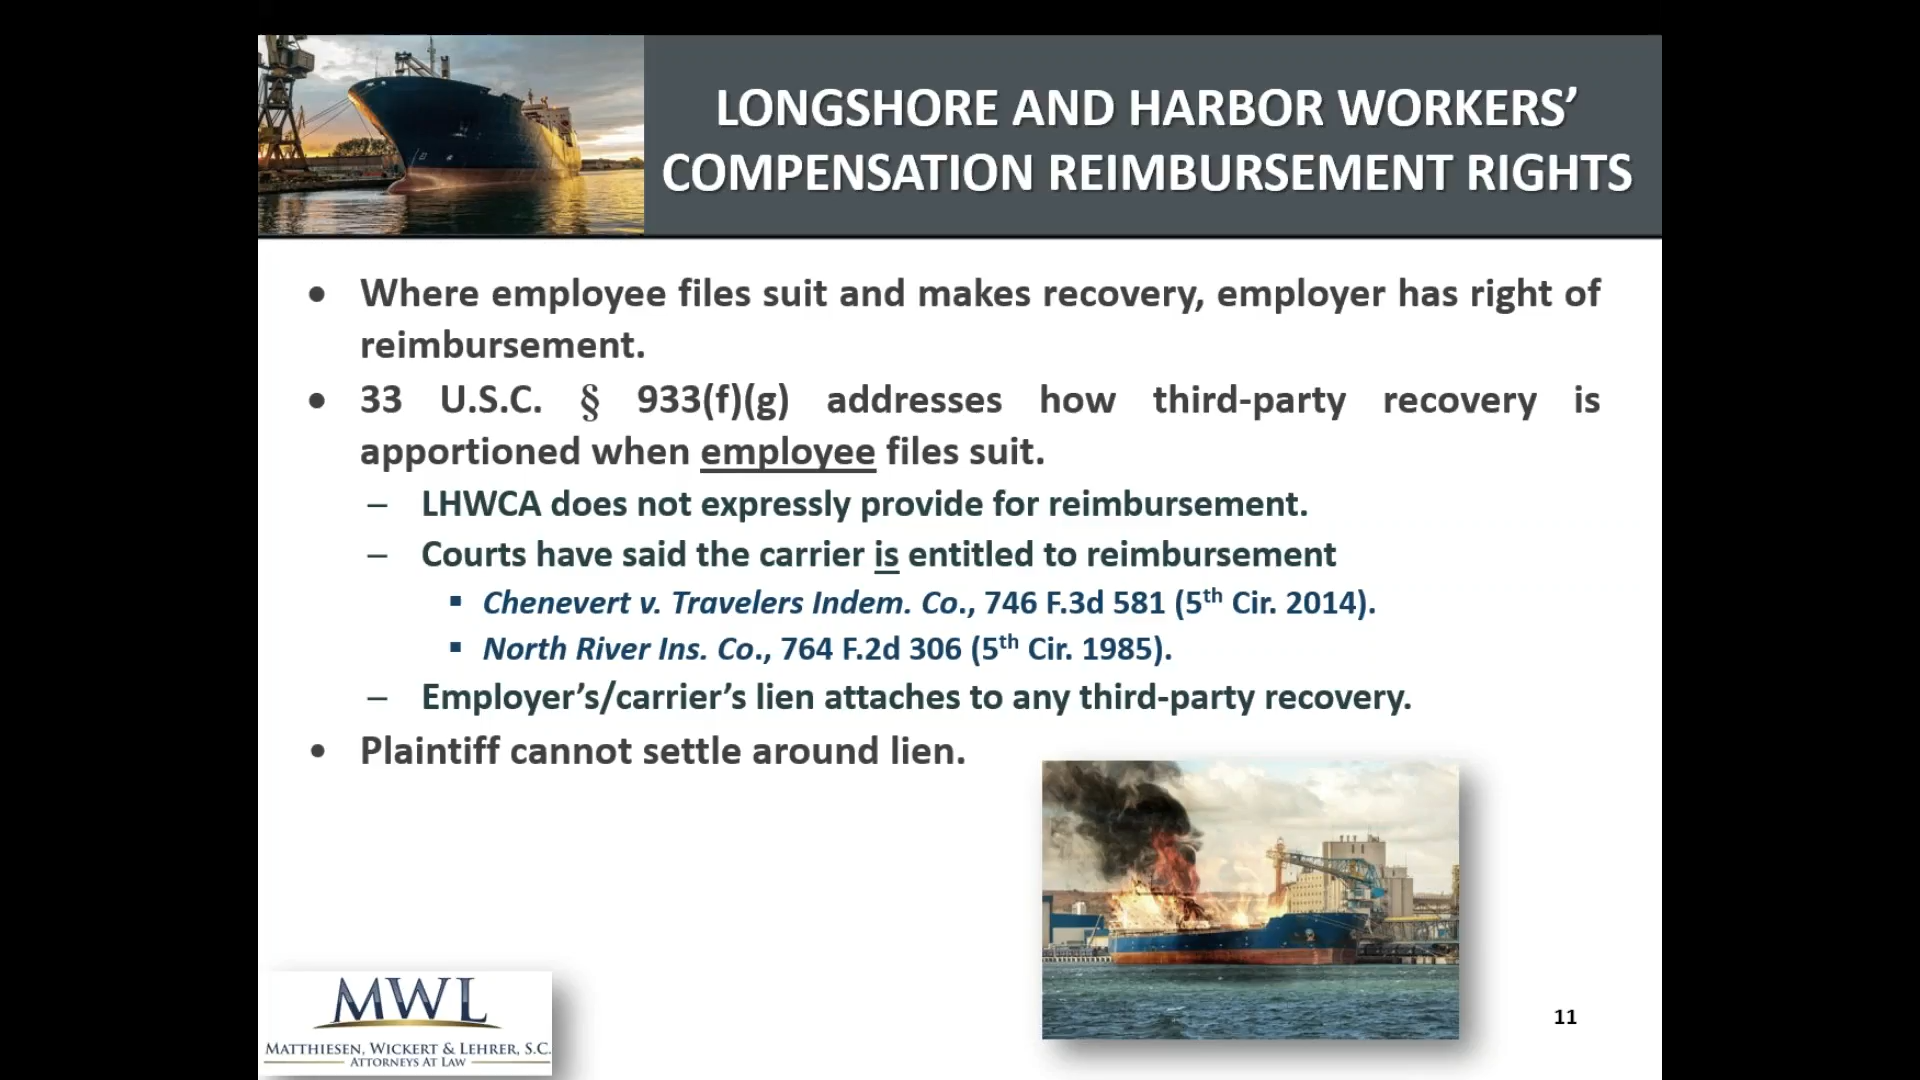 LONGSHORE AND HARBOR WORKERS’
COMPENSATION REIMBURSEMENT RIGHTS
• Where employee files suit and makes recovery, employer has right of
reimbursement.
• 33 U.S.C. § 933(f)(g) addresses how third-party recovery is
apportioned when employee files suit.
– LHWCA does not expressly provide for reimbursement.
– Courts have said the carrier is entitled to reimbursement
▪ Chenevert v. Travelers Indem. Co., 746 F.3d 581 (5th Cir. 2014).
▪ North River Ins. Co., 764 F.2d 306 (5th Cir. 1985).
– Employer’s/carrier’s lien attaches to any third-party recovery.
• Plaintiff cannot settle around lien.
MWL
MATTHIESEN, WICKERT & LEHRER, S.C.
ATTORNEYS AT LAW
11